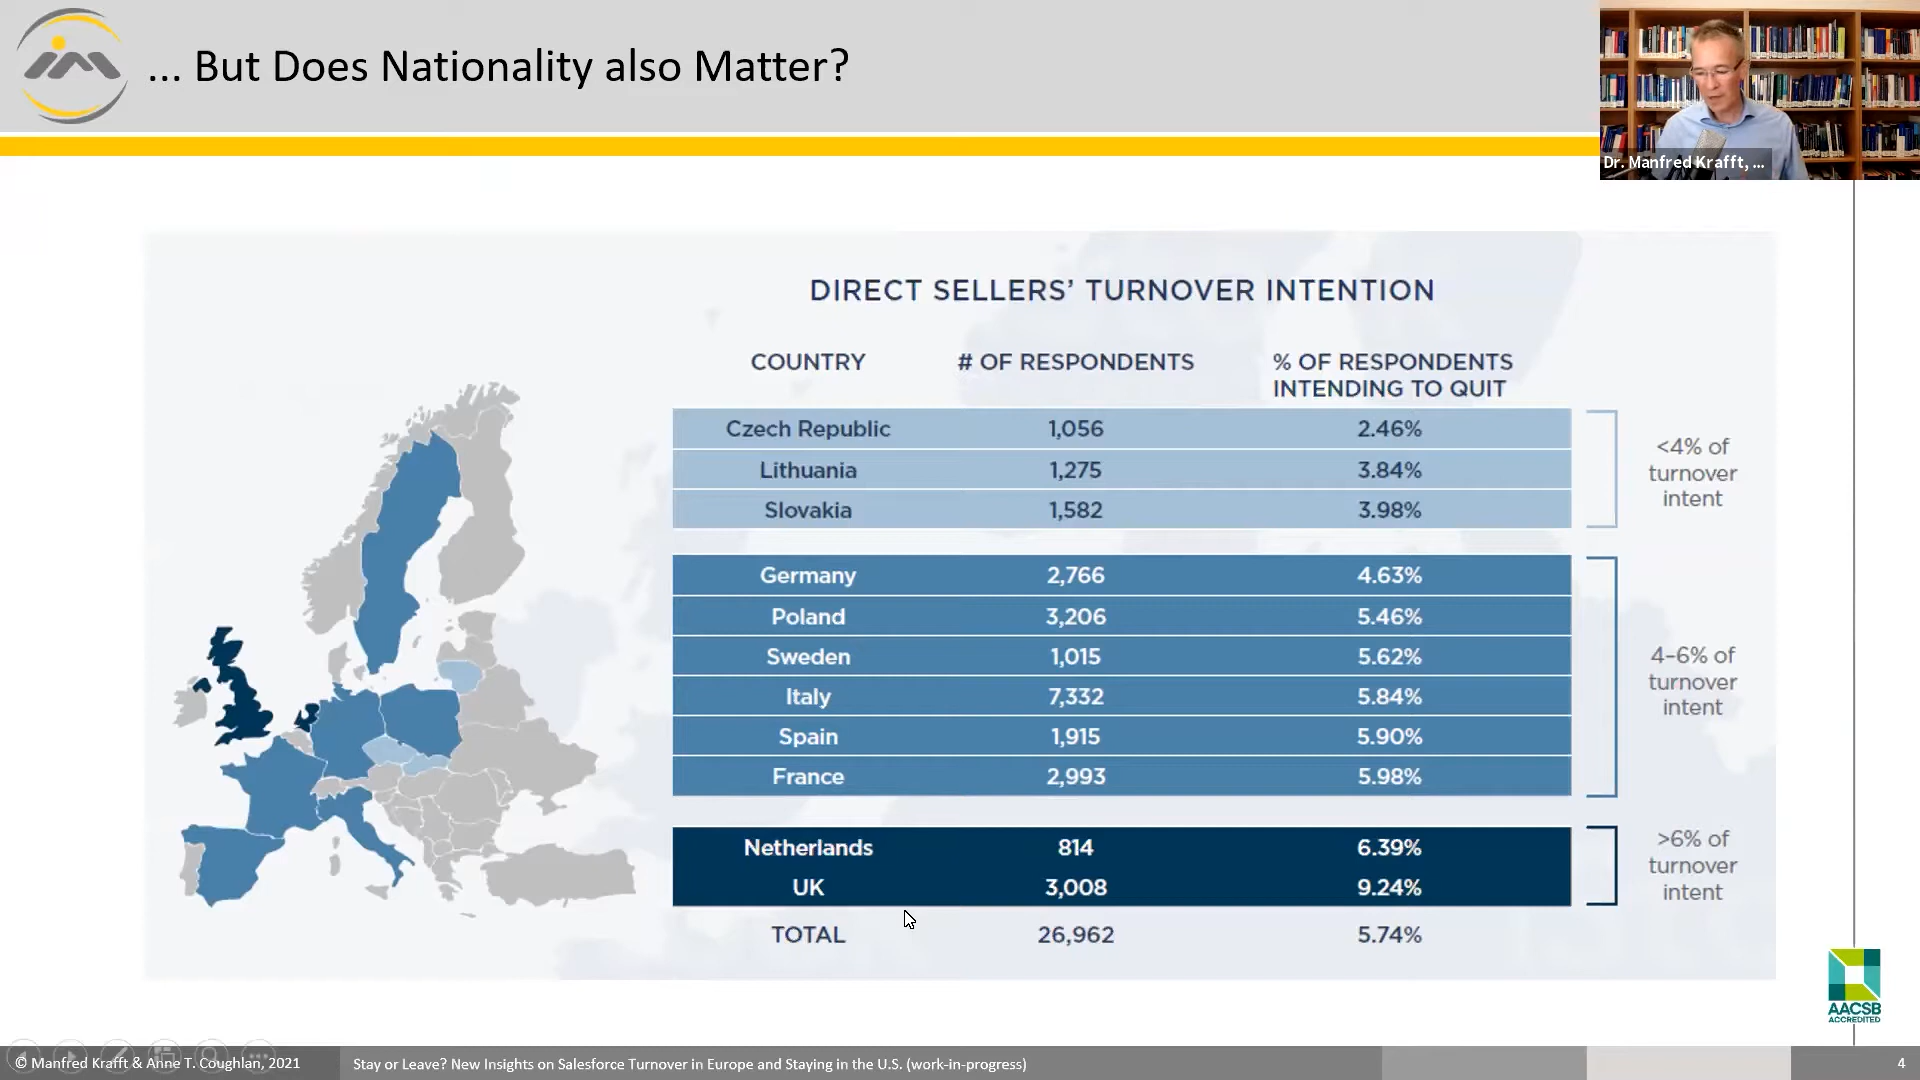 ... But Does Nationality also Matter?
Dr. Manfred Krafft, ...
DIRECT SELLERS' TURNOVER INTENTION
COUNTRY # OF RESPONDENTS % OF RESPONDENTS
INTENDING TO QUIT
Czech Republic 1,056 2.46%
Lithuania 1,275 3.84%
Slovakia 1,582 3.98%
<4% of
turnover
intent
Germany 2,766 4.63%
Poland 3,206 5.46%
Sweden 1,015 5.62%
Italy 7,332 5.84%
Spain 1,915 5.90%
France 2,993 5.98%
4–6% of
turnover
intent
Netherlands 814 6.39%
UK 3,008 9.24%
>6% of
turnover
intent
TOTAL 26,962 5.74%
AACSB
ACCREDITED
© Manfred Krafft & Anne T. Coughlan, 2021
Stay or Leave? New Insights on Salesforce Turnover in Europe and Staying in the U.S. (work-in-progress)
4